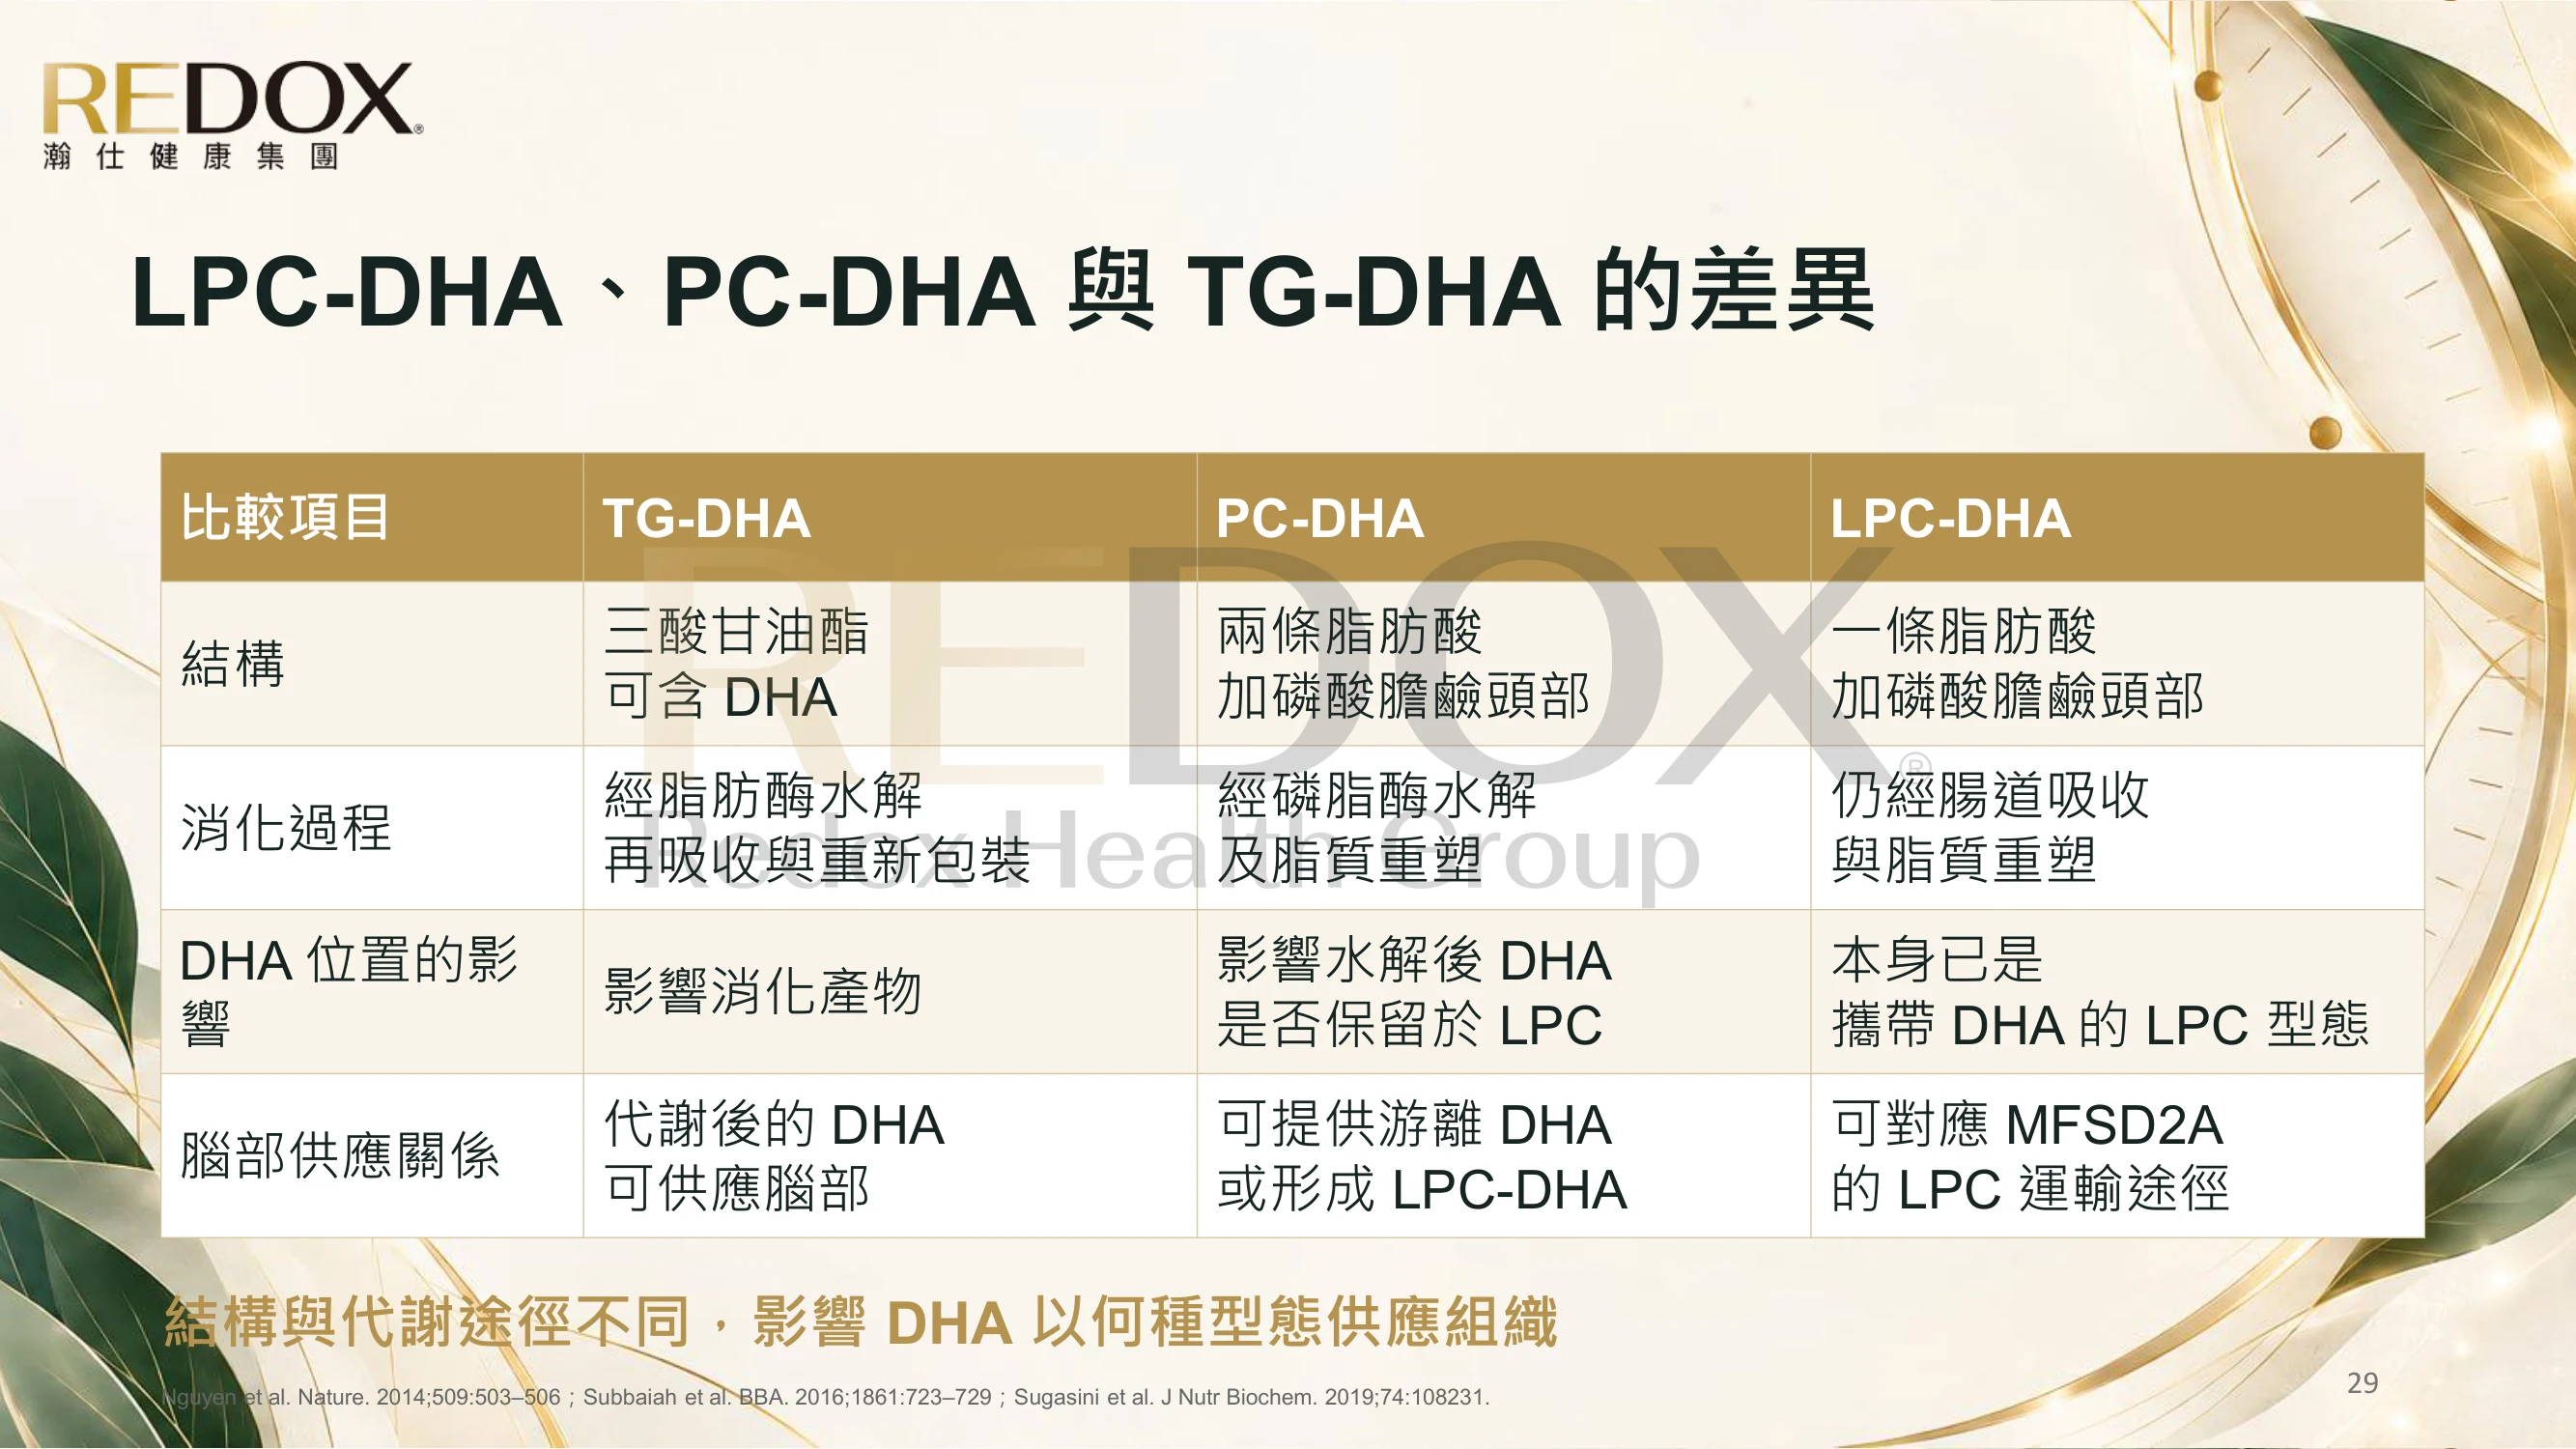 REDOX®
瀚仕健康集團
LPC-DHA、PC-DHA 與 TG-DHA 的差異
比較項目
TG-DHA
PC-DHA
LPC-DHA
結構
三酸甘油酯
可含 DHA
兩條脂肪酸
加磷酸膽鹼頭部
一條脂肪酸
加磷酸膽鹼頭部
消化過程
經脂肪酶水解
再吸收與重新包裝
經磷脂酶水解
及脂質重塑
仍經腸道吸收
與脂質重塑
DHA 位置的影
響
影響消化產物
影響水解後 DHA
是否保留於 LPC
本身已是
攜帶 DHA 的 LPC 型態
腦部供應關係
代謝後的 DHA
可供應腦部
可提供游離 DHA
或形成 LPC-DHA
可對應 MFSD2A
的 LPC 運輸途徑
REDOX®
Redox Health Group
結構與代謝途徑不同，影響 DHA 以何種型態供應組織
Nguyen et al. Nature. 2014;509:503–506；Subbaiah et al. BBA. 2016;1861:723–729；Sugasini et al. J Nutr Biochem. 2019;74:108231.
29